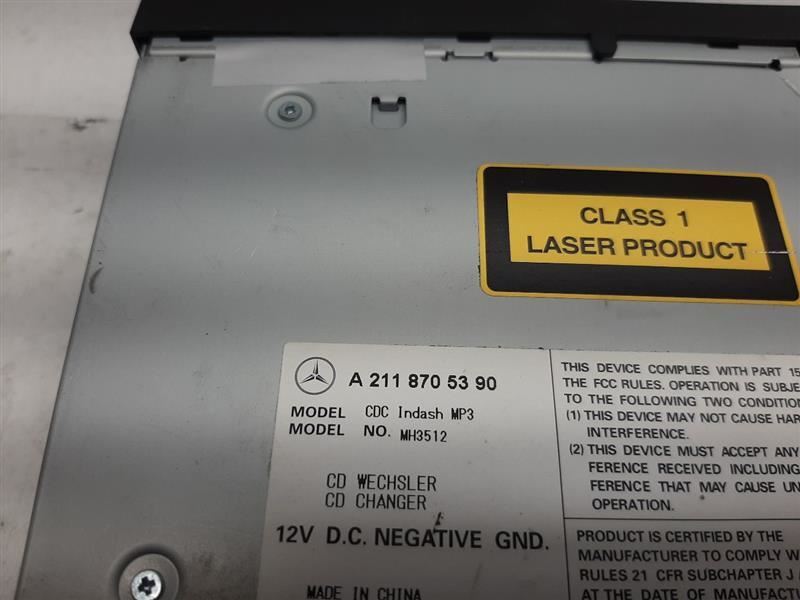 CLASS 1
LASER PRODUCT
A 211 870 53 90
MODEL CDC Indash MP3
MODEL NO. MH3512
CD WECHSLER
CD CHANGER
12V D.C. NEGATIVE GND.
MADE IN CHINA
THIS DEVICE COMPLIES WITH PART 15
THE FCC RULES. OPERATION IS SUBJE
TO THE FOLLOWING TWO CONDITION
(1) THIS DEVICE MAY NOT CAUSE HAR
INTERFERENCE.
(2) THIS DEVICE MUST ACCEPT ANY
FERENCE RECEIVED INCLUDING
FERENCE THAT MAY CAUSE UN
OPERATION.
PRODUCT IS CERTIFIED BY THE
MANUFACTURER TO COMPLY W
RULES 21 CFR SUBCHAPTER J
AT THE DATE OF MANUFACTUR